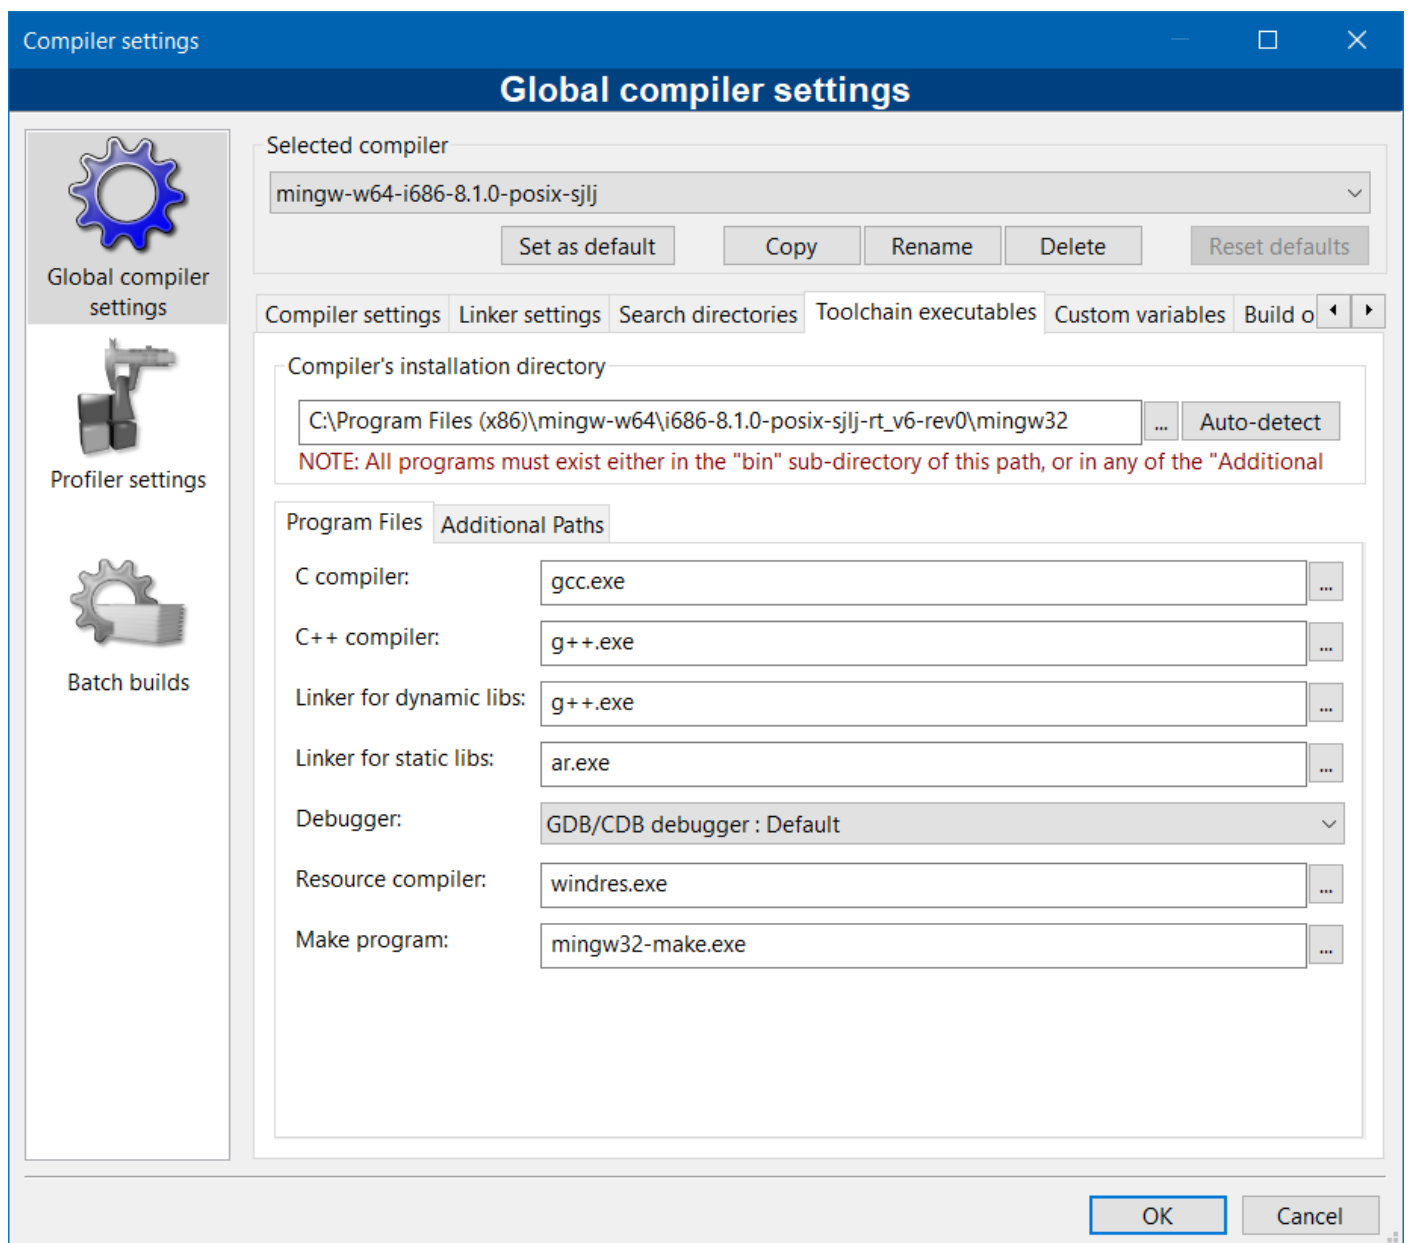 Compiler settings
Global compiler settings
Global compiler
settings
Profiler settings
Batch builds
Selected compiler
mingw-w64-i686-8.1.0-posix-sjlj
Set as default Copy Rename Delete Reset defaults
Compiler settings Linker settings Search directories Toolchain executables Custom variables Build o
Compiler's installation directory
C:\Program Files (x86)\mingw-w64\i686-8.1.0-posix-sjlj-rt_v6-rev0\mingw32 ... Auto-detect
NOTE: All programs must exist either in the "bin" sub-directory of this path, or in any of the "Additional
Program Files Additional Paths
C compiler: gcc.exe ...
C++ compiler: g++.exe ...
Linker for dynamic libs: g++.exe ...
Linker for static libs: ar.exe ...
Debugger: GDB/CDB debugger : Default
Resource compiler: windres.exe ...
Make program: mingw32-make.exe ...
OK Cancel